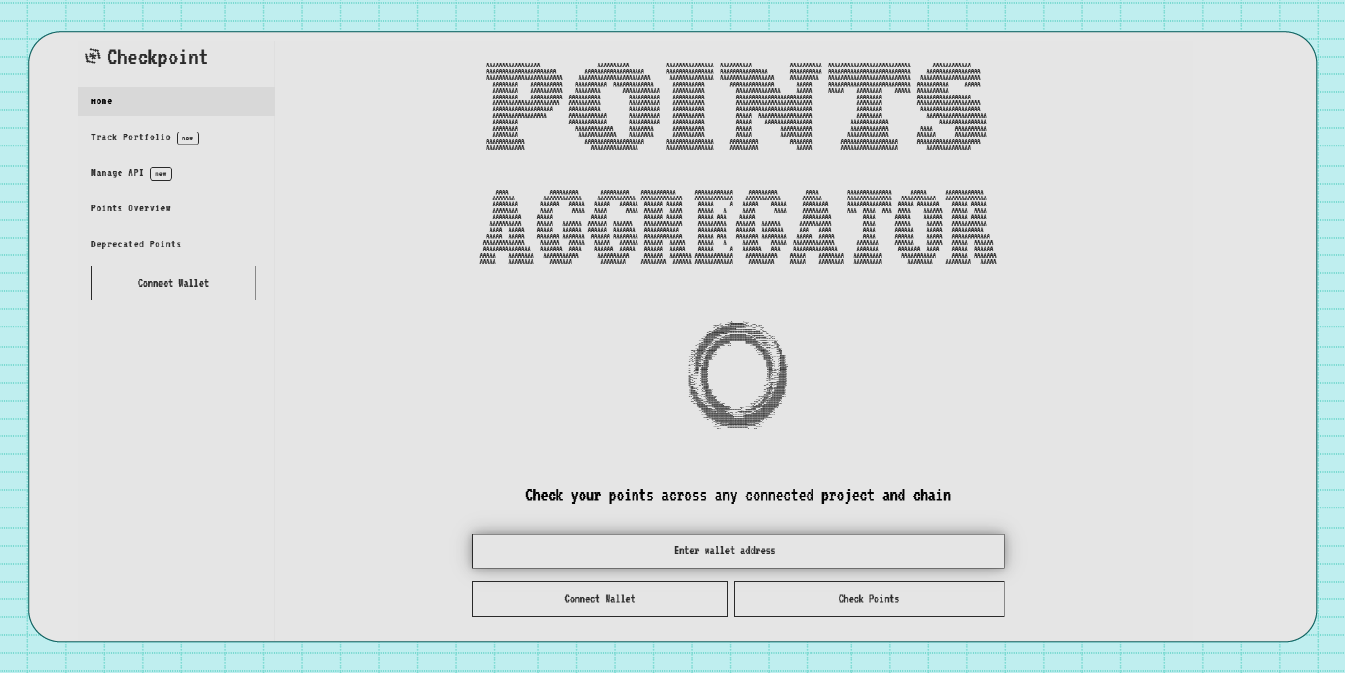 Checkpoint
Home
Track Portfolio new
Manage API new
Points Overview
Deprecated Points
Connect Wallet
POINTS
AGGREGATOR
Check your points across any connected project and chain
Enter wallet address
Connect Wallet
Check Points